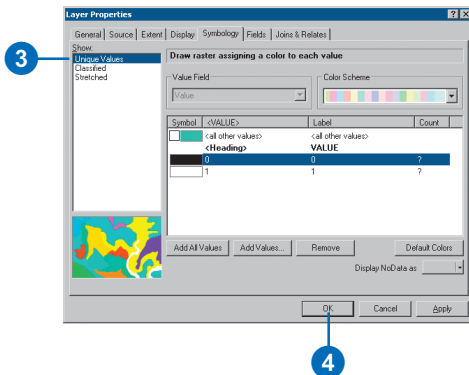 Layer Properties ? X
General Source Extent Display Symbology Fields Joins & Relates
Show:
Unique Values
Classified
Stretched
Draw raster assigning a color to each value
Value Field
Value
Color Scheme
Symbol <VALUE> Label Count
<all other values> <all other values>
<Heading> VALUE
0 0 ?
1 1 ?
Add All Values Add Values... Remove Default Colors
Display NoData as
OK Cancel Apply
3
4